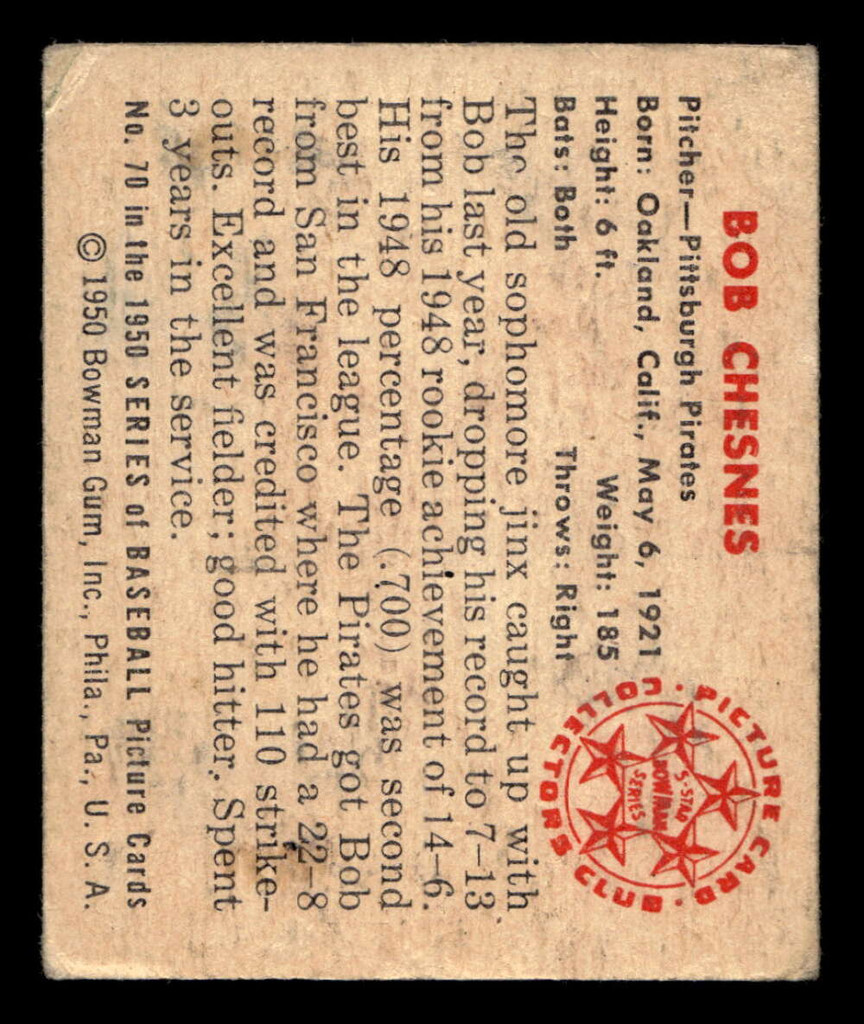 BOB CHESNES
Pitcher—Pittsburgh Pirates
Born: Oakland, Calif., May 6, 1921
Height: 6 ft. Weight: 185
Bats: Both Throws: Right
The old sophomore jinx caught up with
Bob last year, dropping his record to 7–13
from his 1948 rookie achievement of 14–6.
His 1948 percentage (.700) was second
best in the league. The Pirates got Bob
from San Francisco where he had a 22–8
record and was credited with 110 strike-
outs. Excellent fielder; good hitter. Spent
3 years in the service.
No. 70 in the 1950 SERIES of BASEBALL Picture Cards
© 1950 Bowman Gum, Inc., Phila., Pa., U. S. A.
PICTURE CARD · COLLECTORS CLUB ·
5-STAR
BOWMAN
SERIES